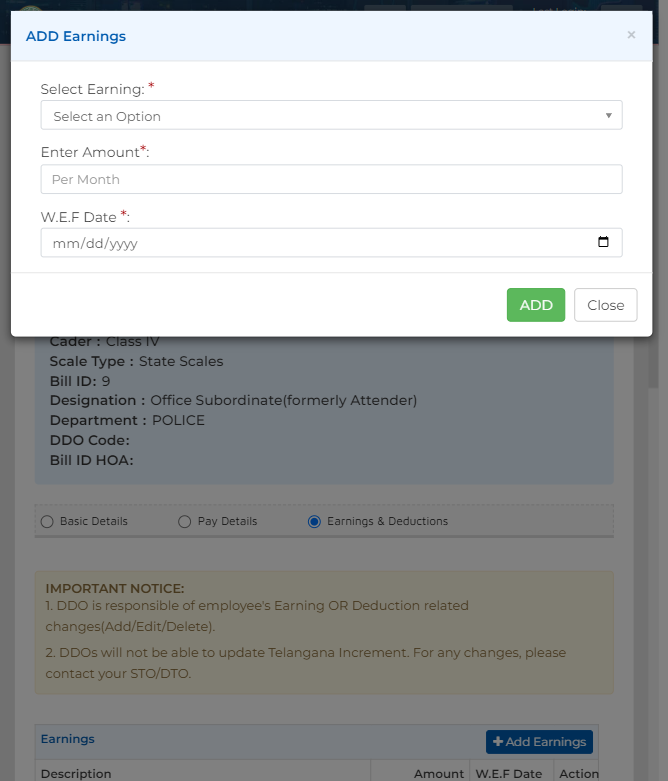 ADD Earnings ×
Select Earning: *
Select an Option
Enter Amount*:
Per Month
W.E.F Date *:
mm/dd/yyyy
ADD Close
Cader : Class IV
Scale Type : State Scales
Bill ID: 9
Designation : Office Subordinate(formerly Attender)
Department : POLICE
DDO Code:
Bill ID HOA:
Basic Details Pay Details Earnings & Deductions
IMPORTANT NOTICE:
1. DDO is responsible of employee's Earning OR Deduction related
changes(Add/Edit/Delete).
2. DDOs will not be able to update Telangana Increment. For any changes, please
contact your STO/DTO.
Earnings +Add Earnings
Description Amount W.E.F Date Action